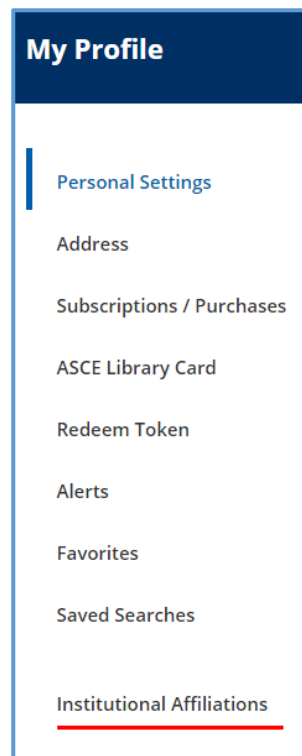 My Profile
Personal Settings
Address
Subscriptions / Purchases
ASCE Library Card
Redeem Token
Alerts
Favorites
Saved Searches
Institutional Affiliations